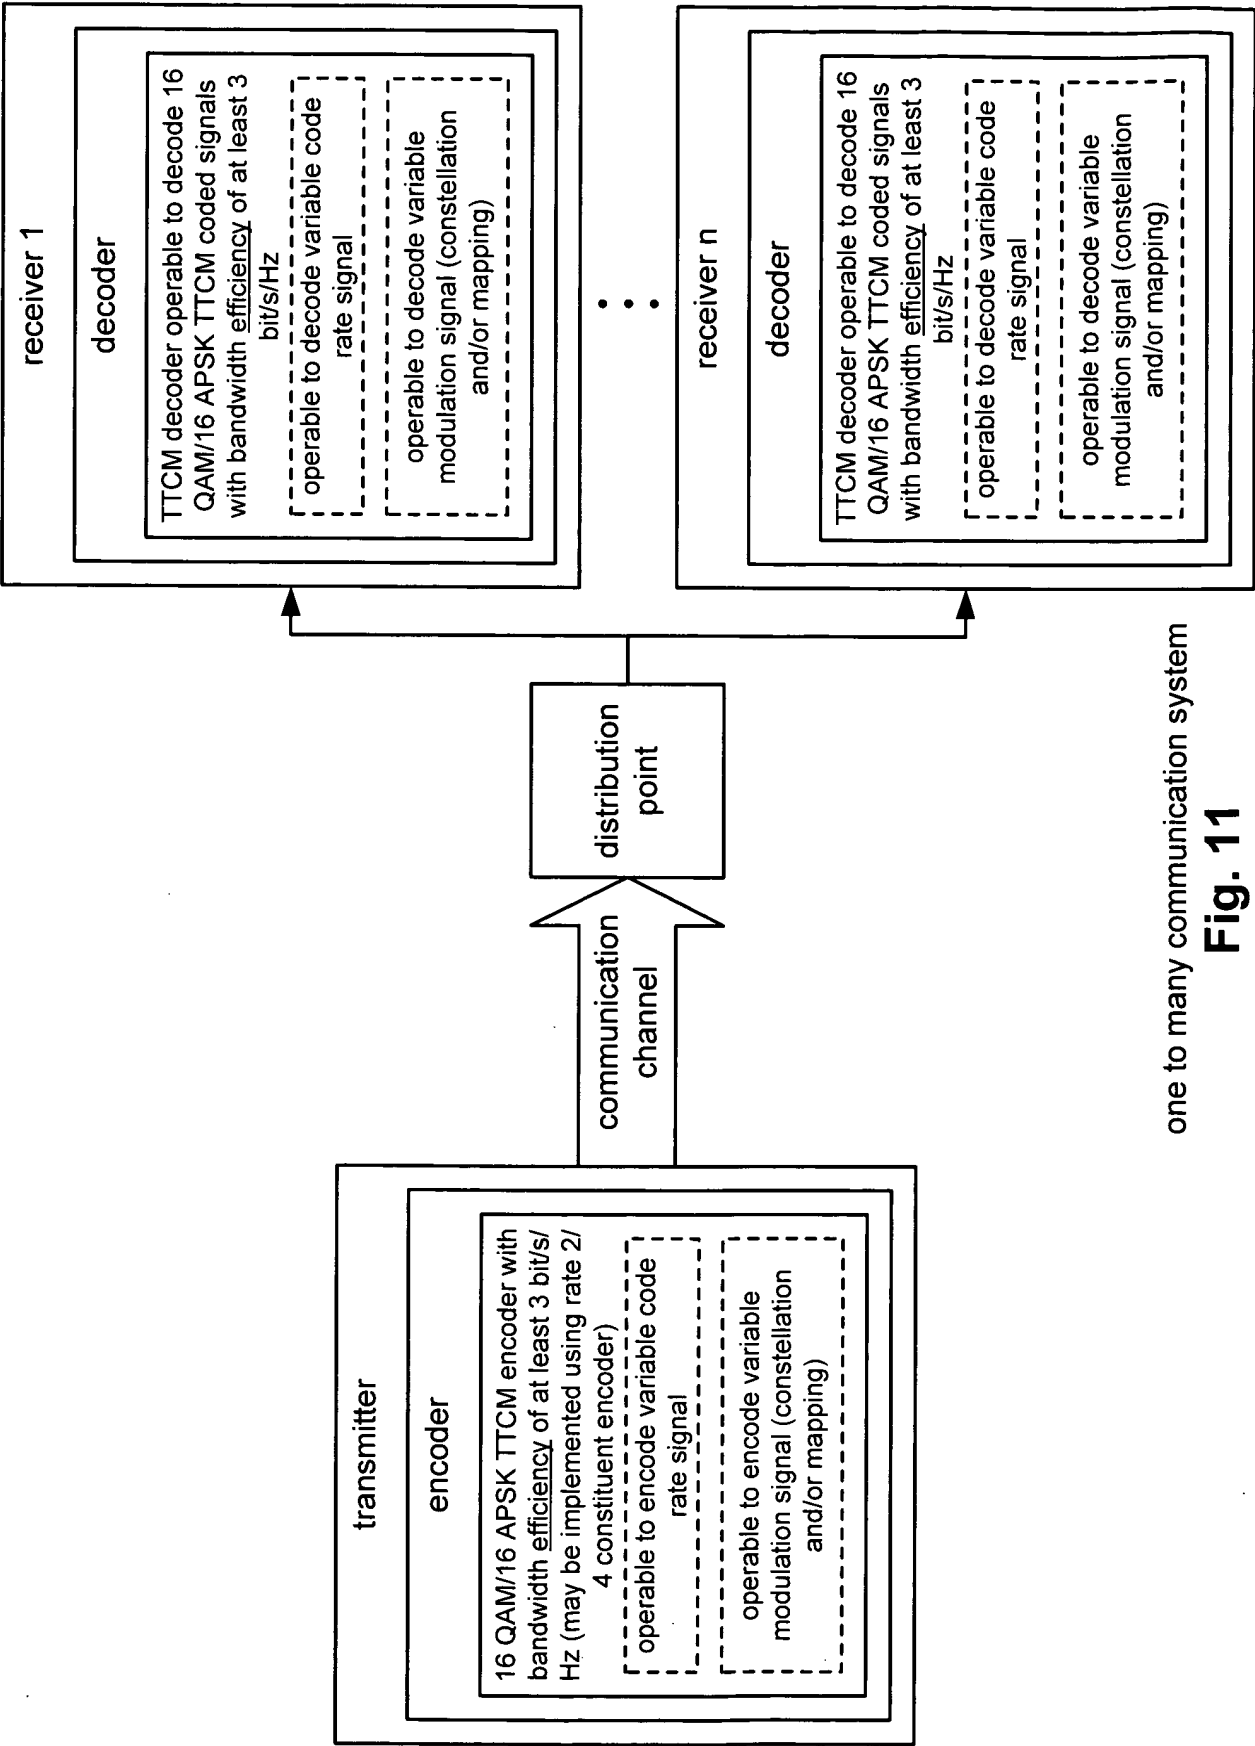 transmitter
encoder
16 QAM/16 APSK TTCM encoder with
bandwidth efficiency of at least 3 bit/s/
Hz (may be implemented using rate 2/
4 constituent encoder)
operable to encode variable code
rate signal
operable to encode variable
modulation signal (constellation
and/or mapping)
communication
channel
distribution
point
receiver 1
decoder
TTCM decoder operable to decode 16
QAM/16 APSK TTCM coded signals
with bandwidth efficiency of at least 3
bit/s/Hz
operable to decode variable code
rate signal
operable to decode variable
modulation signal (constellation
and/or mapping)
receiver n
decoder
TTCM decoder operable to decode 16
QAM/16 APSK TTCM coded signals
with bandwidth efficiency of at least 3
bit/s/Hz
operable to decode variable code
rate signal
operable to decode variable
modulation signal (constellation
and/or mapping)
one to many communication system
Fig. 11